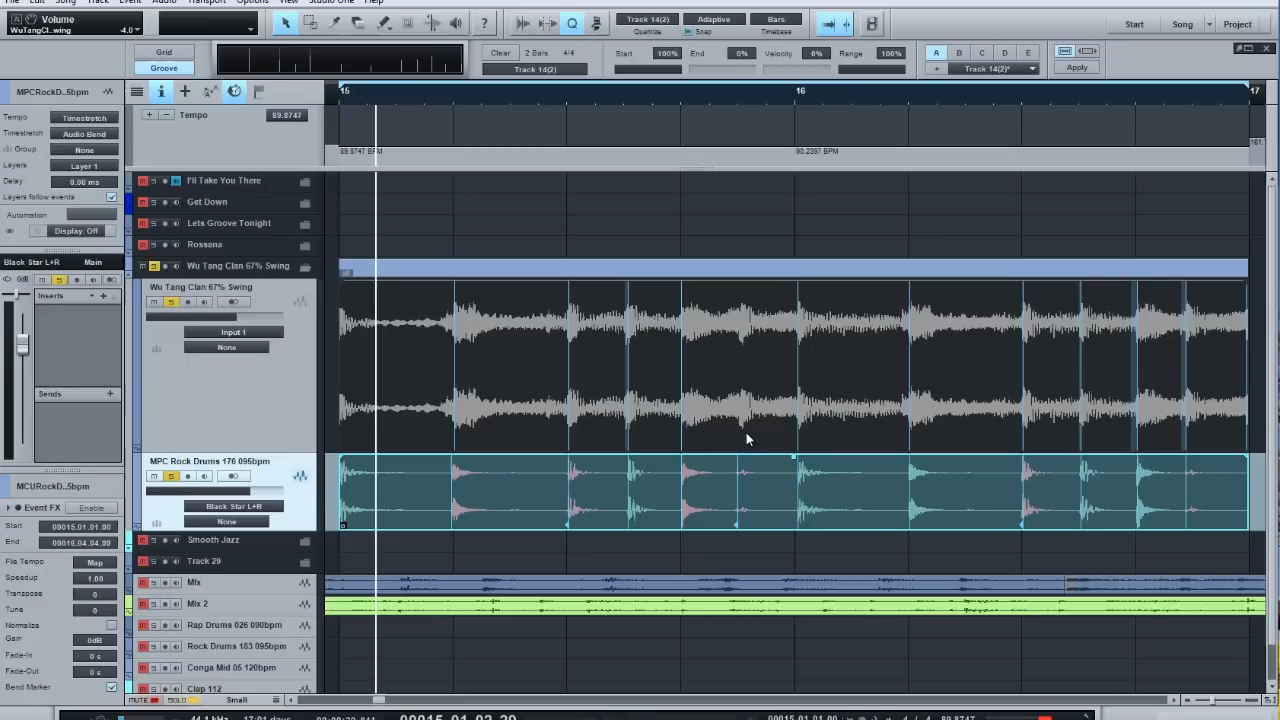 File Edit Song Track Event Audio Transport Options View Studio One Help
Volume
WuTangCl...wing -4.0
Track 14(2) Adaptive Bars
Quantize Snap Timebase
Start Song Project
Grid
Groove
Clear 2 Bars 4/4
Track 14(2)
Start 100% End 0% Velocity 0% Range 100%
A B C D E
Track 14(2)*
Apply
MPCRockD...5bpm
Tempo Timestretch
Timestretch Audio Bend
Group None
Layers Layer 1
Delay 0.00 ms
Layers follow events
Automation
Display: Off
Black Star L+R Main
0dB M S
Inserts
Sends
MCURockD...5bpm
Event FX Enable
Start 00015.01.01.00
End 00016.04.04.99
File Tempo Map
Speedup 1.00
Transpose 0
Tune 0
Normalize
Gain 0dB
Fade-In 0 s
Fade-Out 0 s
Bend Marker
15 16 17
Tempo 89.8747
89.8747 BPM 90.2397 BPM 161.
I'll Take You There
Get Down
Lets Groove Tonight
Rossana
Wu Tang Clan 67% Swing
Wu Tang Clan 67% Swing
M S
Input 1
None
MPC Rock Drums 176 095bpm
M S
Black Star L+R
None
Smooth Jazz
Track 29
Mix
Mix 2
Rap Drums 026 090bpm
Rock Drums 183 095bpm
Conga Mid 05 120bpm
Clap 112
MUTE SOLO Small
44.1 kHz 17:01 days 00015.01.03.29 00015.01.01.00 4 / 4 89.8747